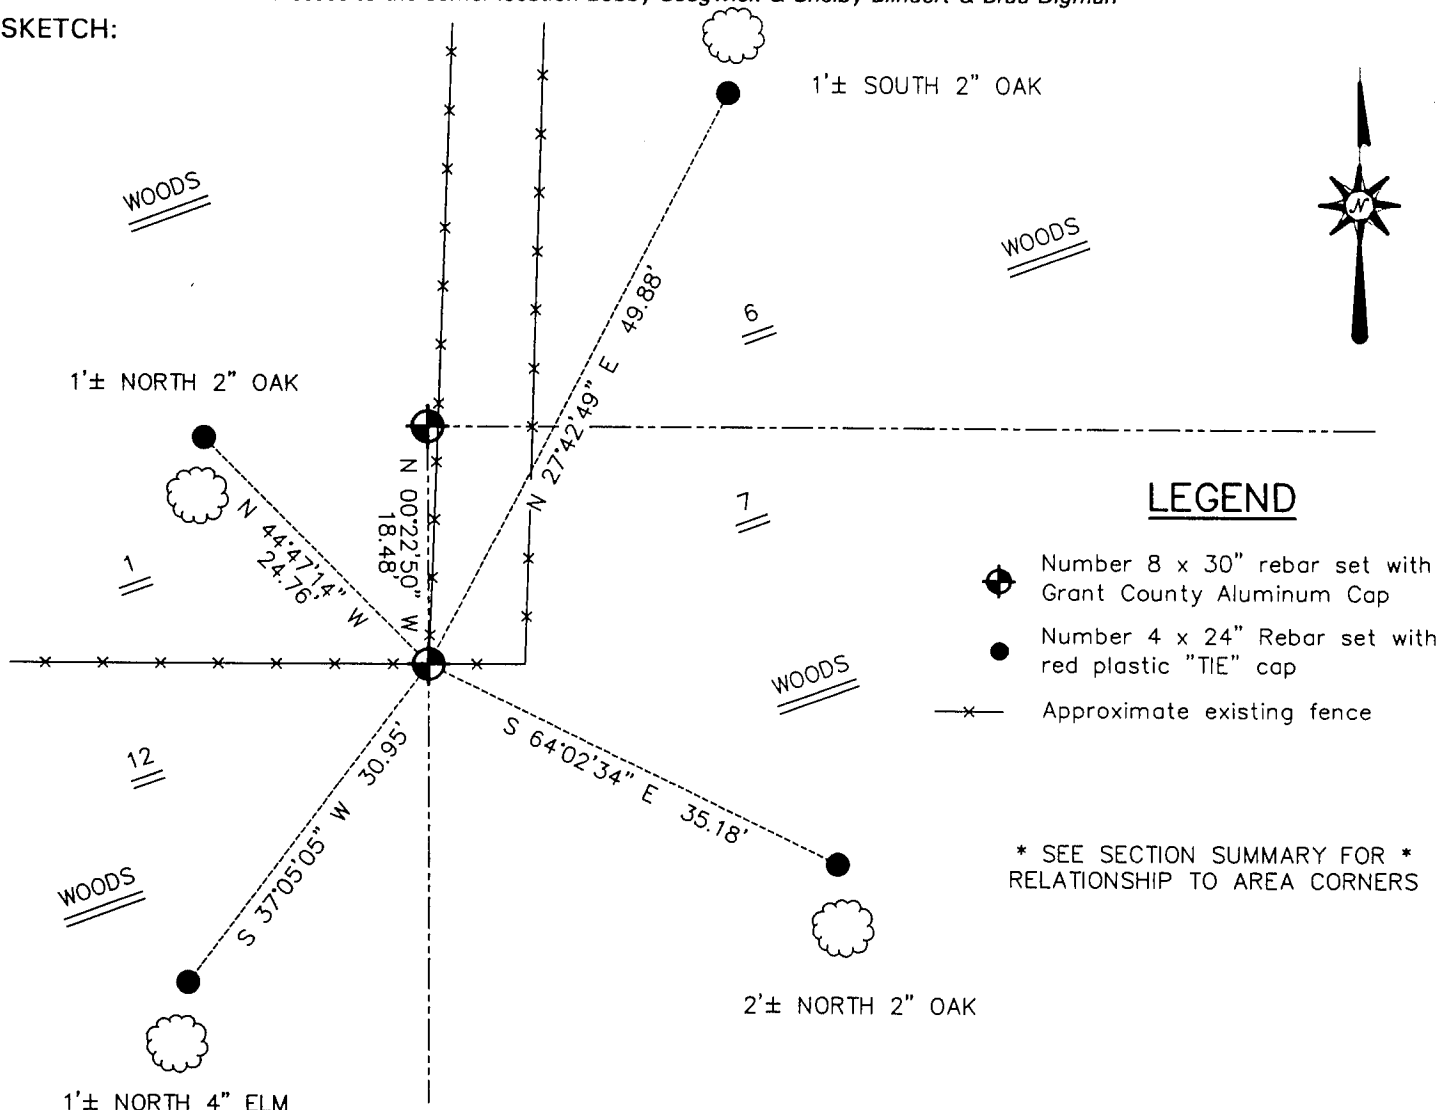 SKETCH:
1'± SOUTH 2" OAK
WOODS
WOODS
N 27°42'49" E 49.88'
6
1'± NORTH 2" OAK
N 00°22'50" W
18.48'
N 44°47'14" W
24.76'
7
1
LEGEND
Number 8 x 30" rebar set with
Grant County Aluminum Cap
Number 4 x 24" Rebar set with
red plastic "TIE" cap
Approximate existing fence
WOODS
12
S 37°05'05" W 30.95'
S 64°02'34" E 35.18'
WOODS
* SEE SECTION SUMMARY FOR *
RELATIONSHIP TO AREA CORNERS
2'± NORTH 2" OAK
1'± NORTH 4" ELM
N